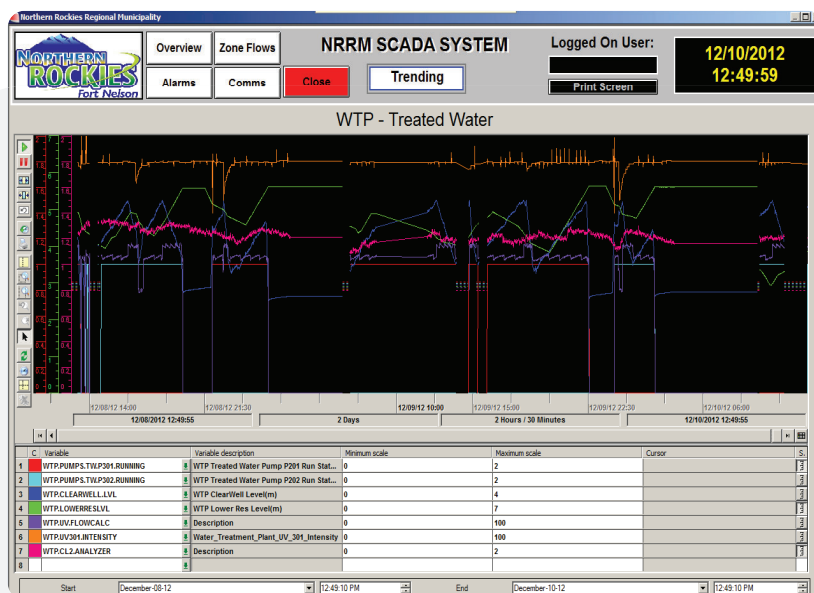 Northern Rockies Regional Municipality
NORTHERN
ROCKIES
Fort Nelson
Overview
Zone Flows
Alarms
Comms
Close
NRRM SCADA SYSTEM
Trending
Logged On User:
Print Screen
12/10/2012
12:49:59
WTP - Treated Water
12/08/12 14:00
12/08/12 21:30
12/09/12 10:00
12/09/12 15:00
12/09/12 22:30
12/10/12 06:00
12/08/2012 12:49:55
2 Days
2 Hours / 30 Minutes
12/10/2012 12:49:55
C Variable Variable description Minimum scale Maximum scale Cursor S.
1 WTP.PUMPS.TW.P301.RUNNING WTP Treated Water Pump P201 Run Stat... 0 2
2 WTP.PUMPS.TW.P302.RUNNING WTP Treated Water Pump P202 Run Stat... 0 2
3 WTP.CLEARWELL.LVL WTP ClearWell Level(m) 0 4
4 WTP.LOWERRESLVL WTP Lower Res Level(m) 0 7
5 WTP.UV.FLOWCALC Description 0 100
6 WTP.UV301.INTENSITY Water_Treatment_Plant_UV_301_Intensity 0 100
7 WTP.CL2.ANALYZER Description 0 2
8
Start December-08-12 12:49:10 PM End December-10-12 12:49:10 PM